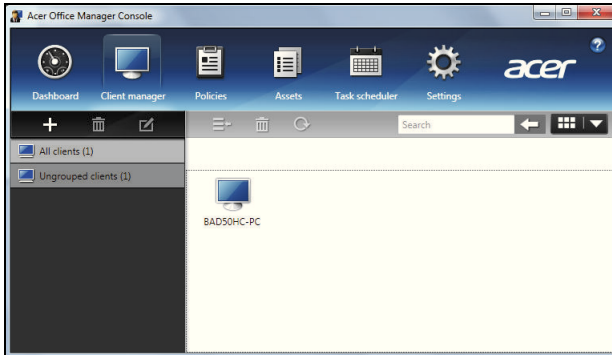 Acer Office Manager Console
acer
?
Dashboard Client manager Policies Assets Task scheduler Settings
Search
All clients (1)
Ungrouped clients (1)
BAD50HC-PC